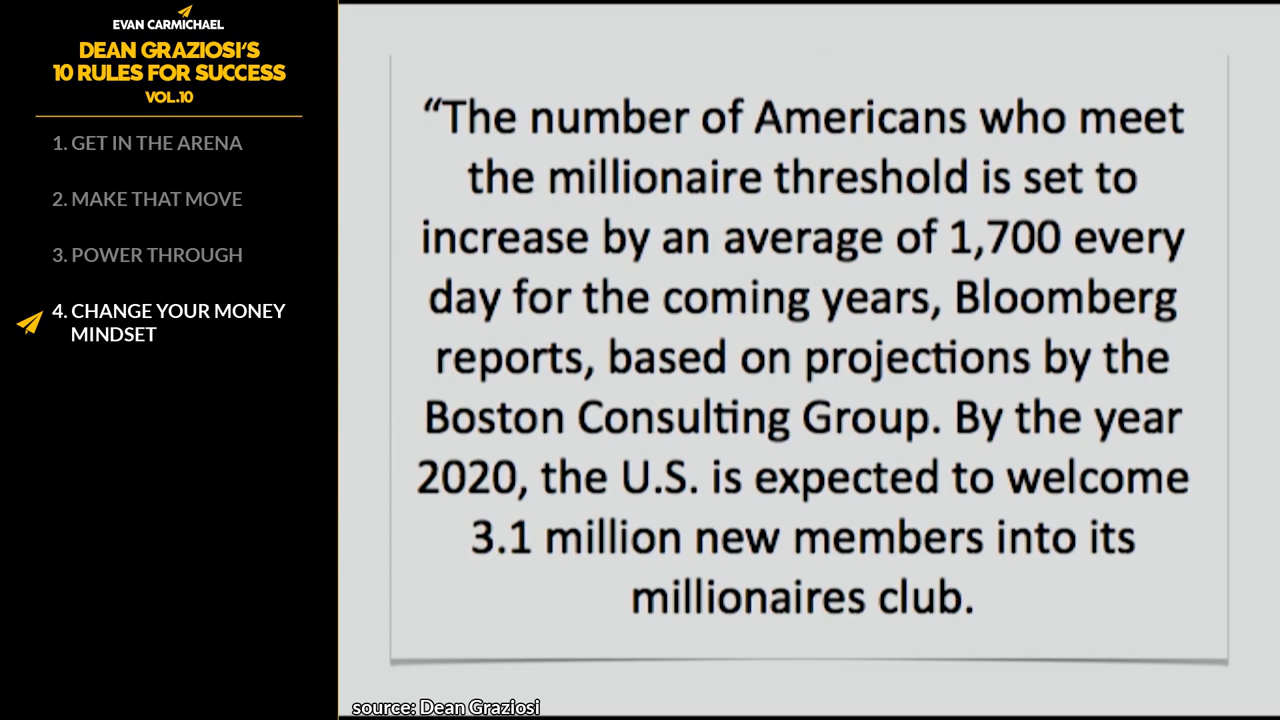 EVAN CARMICHAEL
DEAN GRAZIOSI'S
10 RULES FOR SUCCESS
VOL.10
1. GET IN THE ARENA
2. MAKE THAT MOVE
3. POWER THROUGH
4. CHANGE YOUR MONEY
MINDSET
“The number of Americans who meet
the millionaire threshold is set to
increase by an average of 1,700 every
day for the coming years, Bloomberg
reports, based on projections by the
Boston Consulting Group. By the year
2020, the U.S. is expected to welcome
3.1 million new members into its
millionaires club.
source: Dean Graziosi